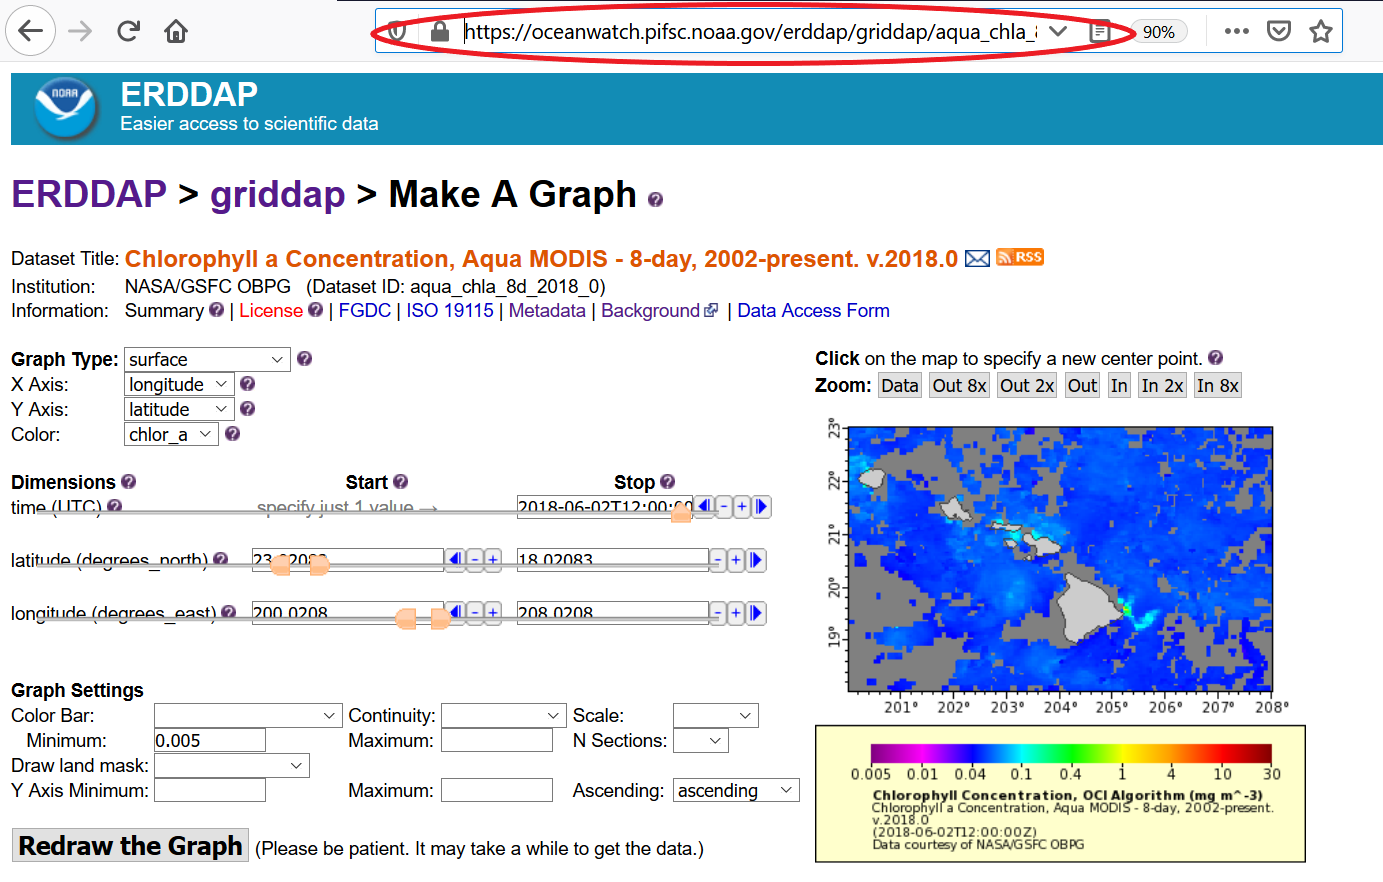 https://oceanwatch.pifsc.noaa.gov/erddap/griddap/aqua_chla_8 90%
NOAA
ERDDAP
Easier access to scientific data
ERDDAP > griddap > Make A Graph ?
Dataset Title: Chlorophyll a Concentration, Aqua MODIS - 8-day, 2002-present. v.2018.0 RSS
Institution: NASA/GSFC OBPG (Dataset ID: aqua_chla_8d_2018_0)
Information: Summary ? | License ? | FGDC | ISO 19115 | Metadata | Background | Data Access Form
Graph Type: surface ?
X Axis: longitude ?
Y Axis: latitude ?
Color: chlor_a ?
Dimensions ? Start ? Stop ?
time (UTC) ? specify just 1 value → 2018-06-02T12:00:00 - +
latitude (degrees_north) ? 23.02083 - + 18.02083 - +
longitude (degrees_east) ? 200.0208 - + 208.0208 - +
Graph Settings
Color Bar: Continuity: Scale:
Minimum: 0.005 Maximum: N Sections:
Draw land mask:
Y Axis Minimum: Maximum: Ascending: ascending
Redraw the Graph (Please be patient. It may take a while to get the data.)
Click on the map to specify a new center point. ?
Zoom: Data Out 8x Out 2x Out In In 2x In 8x
23°
22°
21°
20°
19°
201° 202° 203° 204° 205° 206° 207° 208°
0.005 0.01 0.04 0.1 0.4 1 4 10 30
Chlorophyll Concentration, OCI Algorithm (mg m^-3)
Chlorophyll a Concentration, Aqua MODIS - 8-day, 2002-present.
v.2018.0
(2018-06-02T12:00:00Z)
Data courtesy of NASA/GSFC OBPG